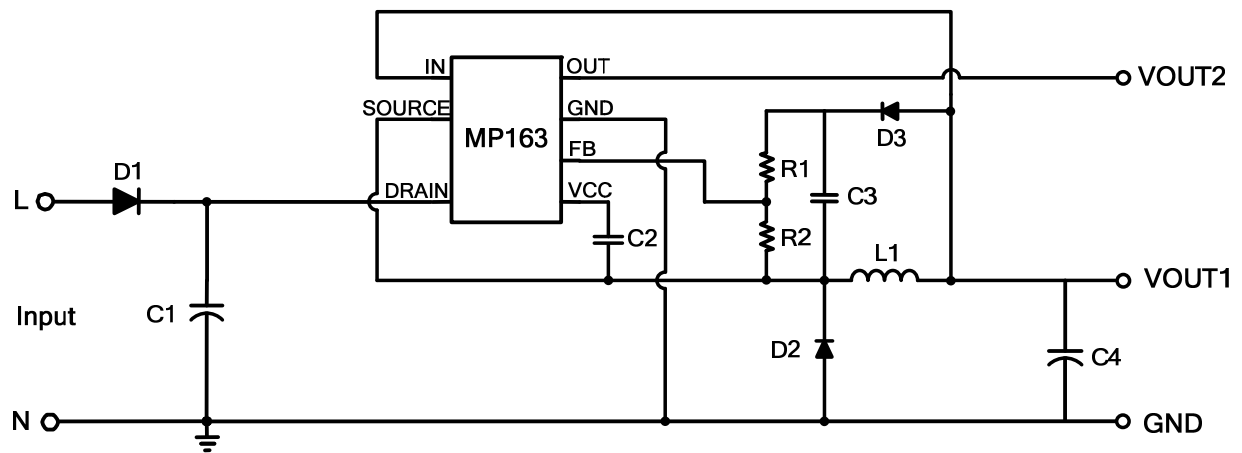 IN
OUT
VOUT2
SOURCE
GND
MP163
D3
FB
R1
D1
DRAIN
VCC
C3
L
C2
R2
L1
VOUT1
C1
Input
D2
C4
N
GND